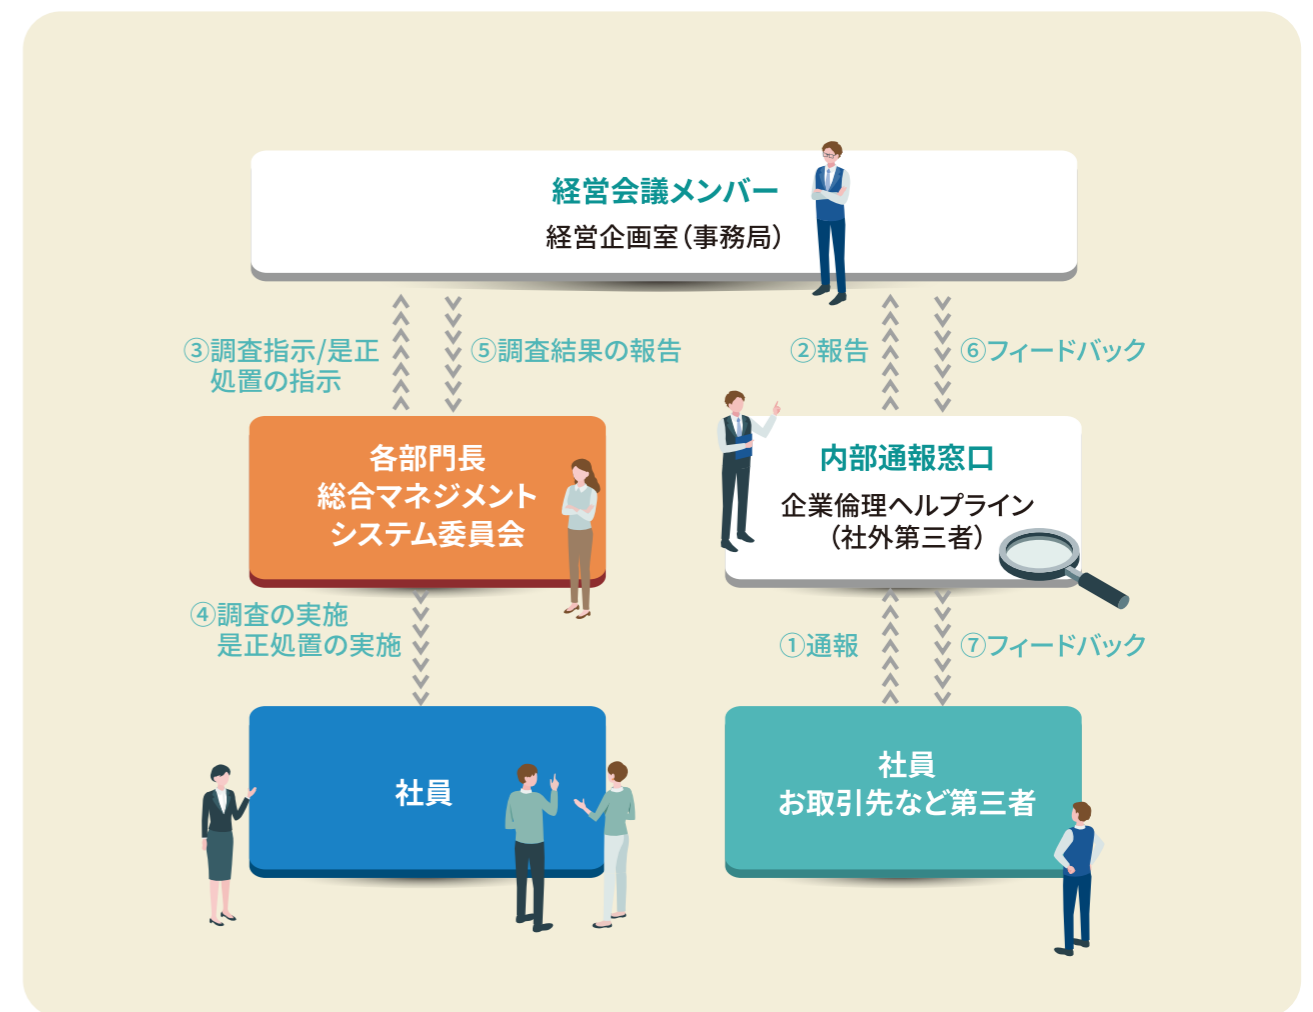 経営会議メンバー
経営企画室（事務局）
③調査指示/是正
処置の指示
⑤調査結果の報告
②報告
⑥フィードバック
各部門長
総合マネジメント
システム委員会
内部通報窓口
企業倫理ヘルプライン
（社外第三者）
④調査の実施
是正処置の実施
①通報
⑦フィードバック
社員
社員
お取引先など第三者